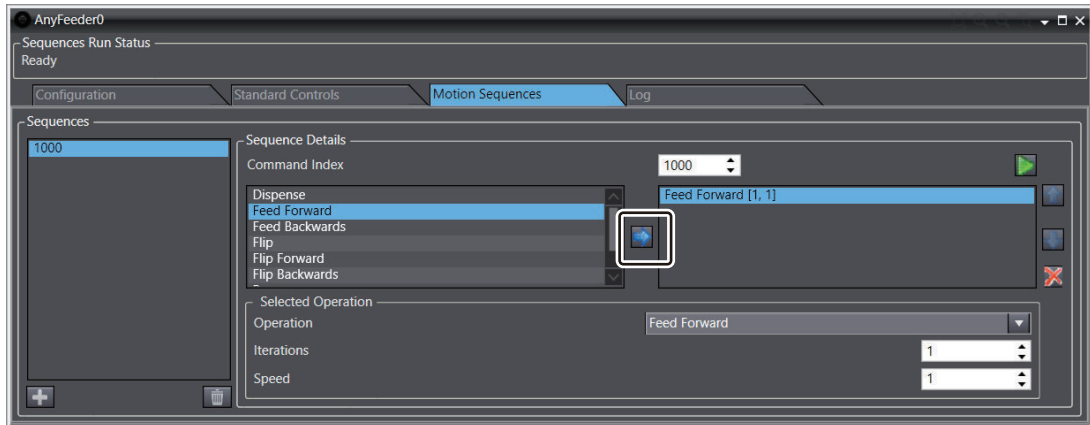 AnyFeeder0
Sequences Run Status
Ready
Configuration
Standard Controls
Motion Sequences
Log
Sequences
1000
Sequence Details
Command Index
1000
Dispense
Feed Forward
Feed Backwards
Flip
Flip Forward
Flip Backwards
Feed Forward [1, 1]
Selected Operation
Operation
Feed Forward
Iterations
1
Speed
1